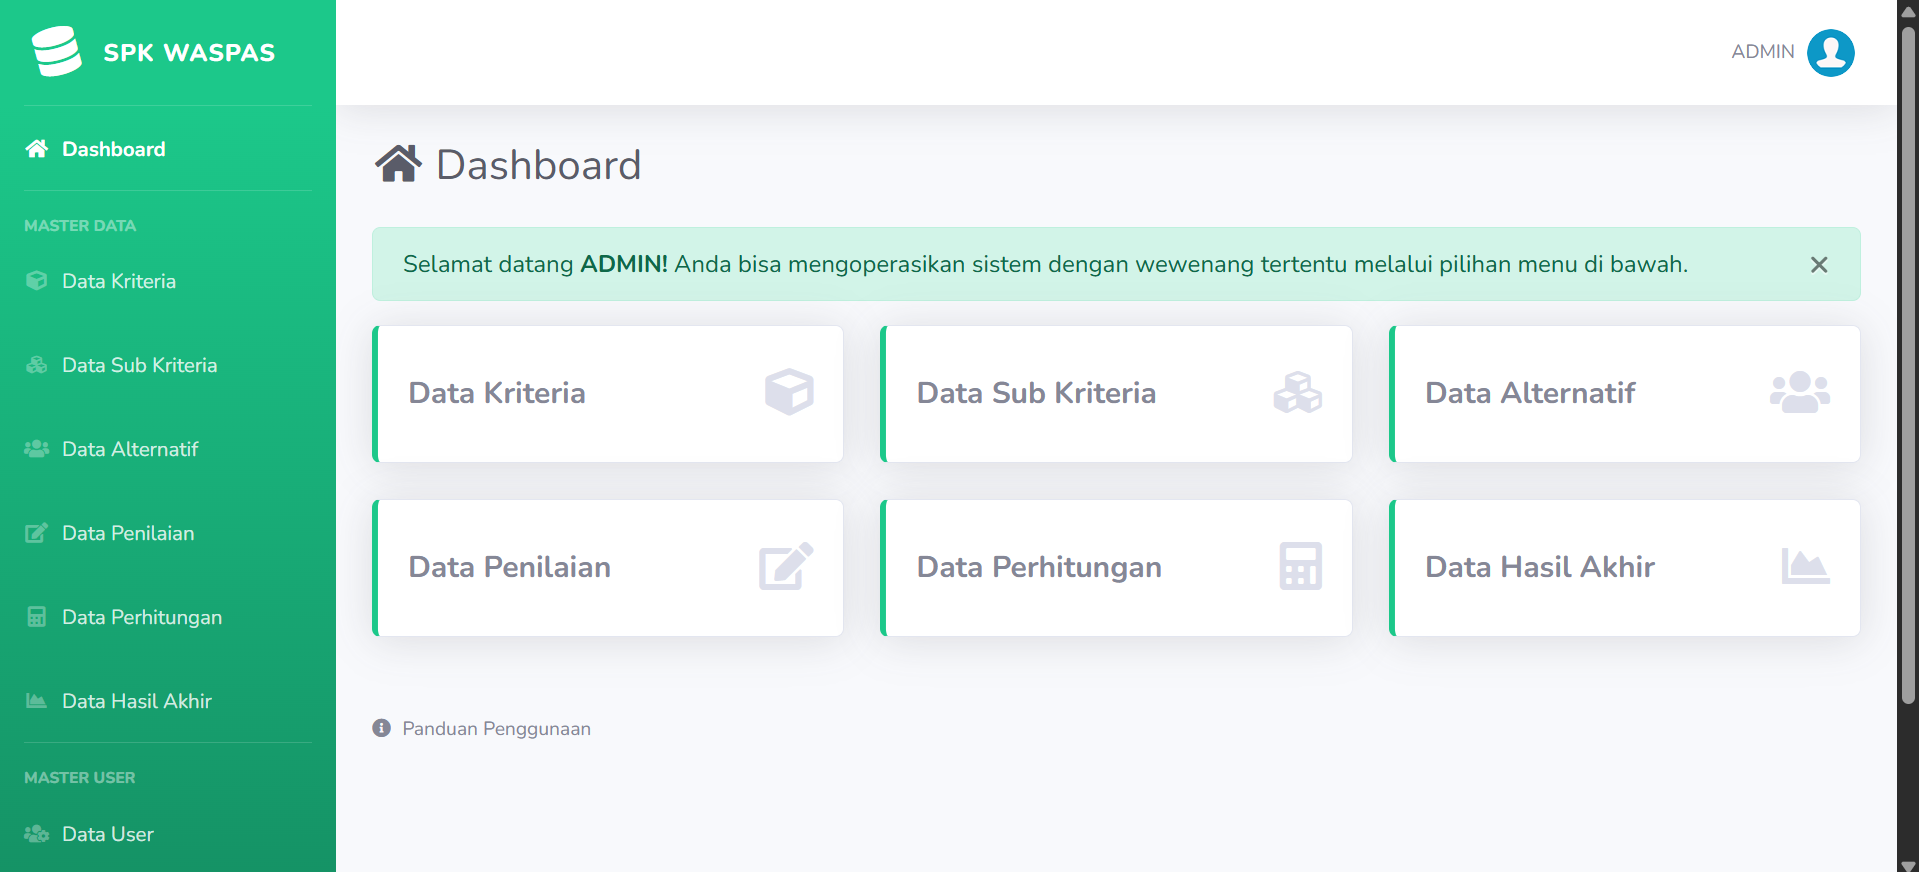 SPK WASPAS
Dashboard
MASTER DATA
Data Kriteria
Data Sub Kriteria
Data Alternatif
Data Penilaian
Data Perhitungan
Data Hasil Akhir
MASTER USER
Data User
ADMIN
Dashboard
Selamat datang ADMIN! Anda bisa mengoperasikan sistem dengan wewenang tertentu melalui pilihan menu di bawah.
Data Kriteria
Data Sub Kriteria
Data Alternatif
Data Penilaian
Data Perhitungan
Data Hasil Akhir
Panduan Penggunaan